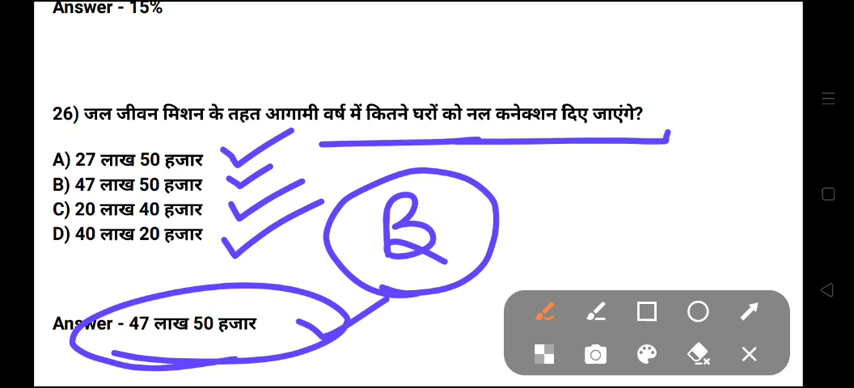 Answer - 15%
26) जल जीवन मिशन के तहत आगामी वर्ष में कितने घरों को नल कनेक्शन दिए जाएंगे?
A) 27 लाख 50 हजार
B) 47 लाख 50 हजार
C) 20 लाख 40 हजार
D) 40 लाख 20 हजार
B
Answer - 47 लाख 50 हजार